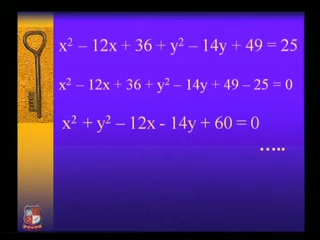 x² – 12x + 36 + y² – 14y + 49 = 25
x² – 12x + 36 + y² – 14y + 49 – 25 = 0
x² + y² – 12x - 14y + 60 = 0
…..